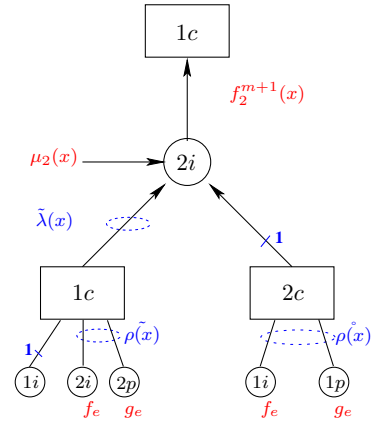 1c
f_2^{m+1}(x)
μ_2(x)
2i
λ̃(x)
1
1c
2c
1
ρ(̃x)
ρ(̊x)
1i
2i
2p
1i
1p
f_e
g_e
f_e
g_e